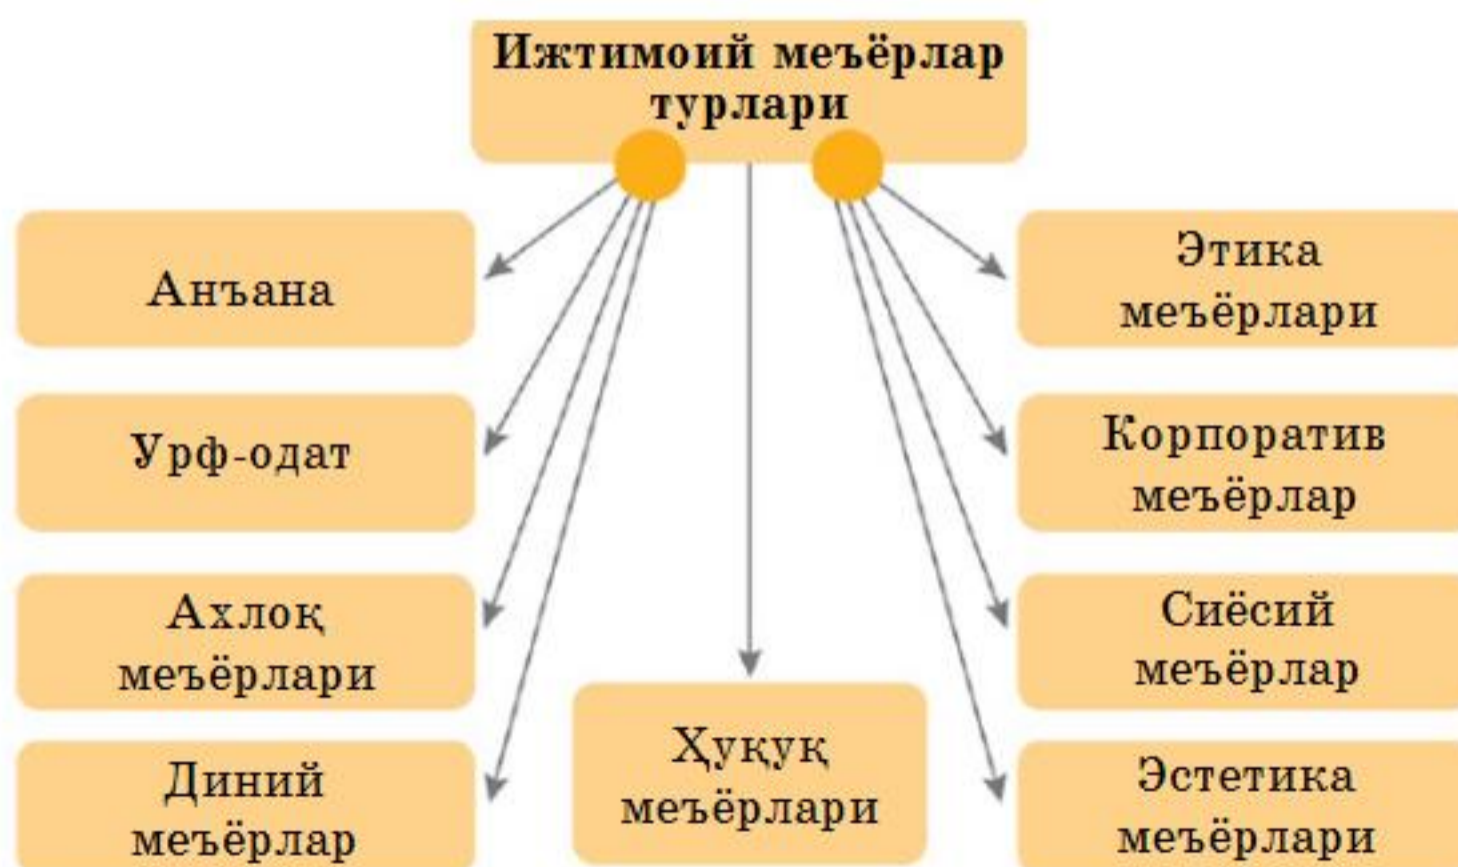 Ижтимоий меъёрлар
турлари
Анъана
Урф-одат
Ахлоқ
меъёрлари
Диний
меъёрлар
Ҳуқуқ
меъёрлари
Этика
меъёрлари
Корпоратив
меъёрлар
Сиёсий
меъёрлар
Эстетика
меъёрлари